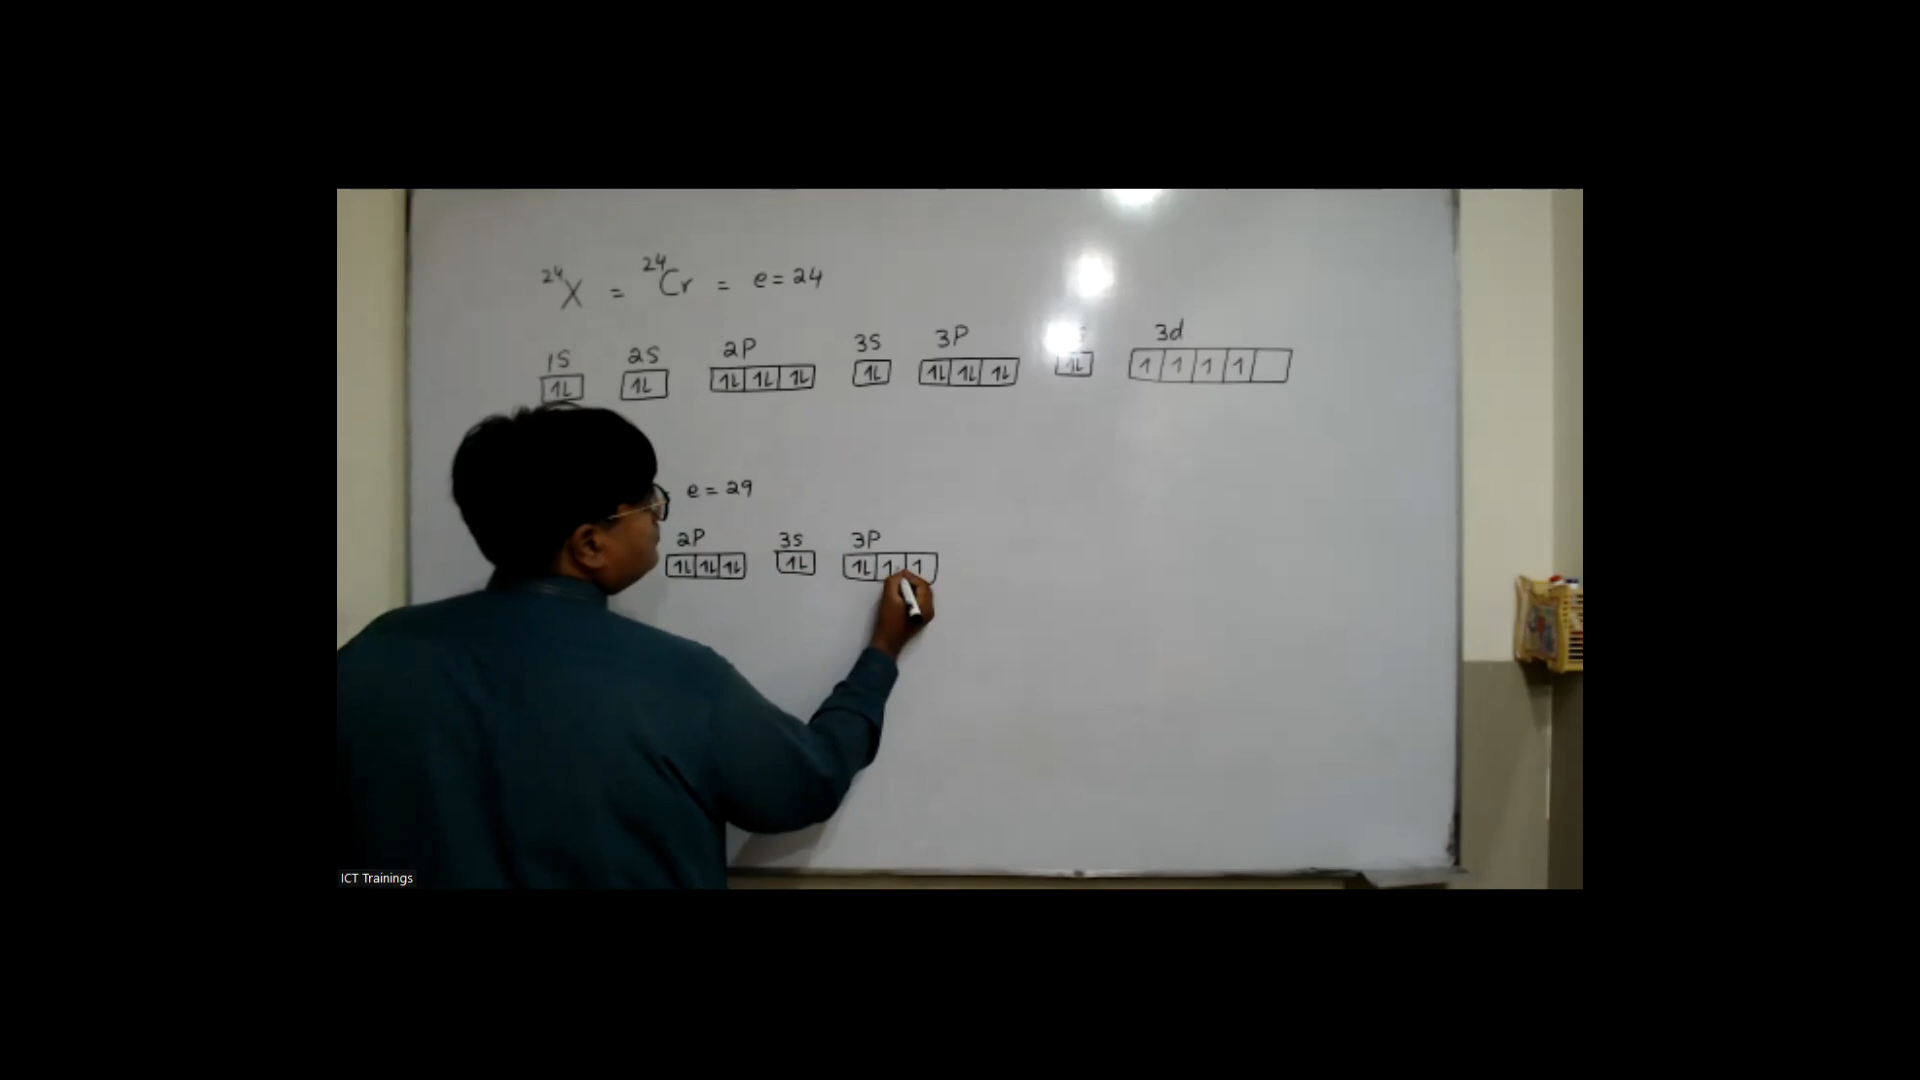 24X = 24Cr = e = 24
1S 2S 2P 3S 3P 3d
1L 1L 1L 1L 1L 1L 1L 1L 1L 1L 1 1 1 1
e = 29
2P 3S 3P
1L 1L 1L 1L 1L 1 1
ICT Trainings